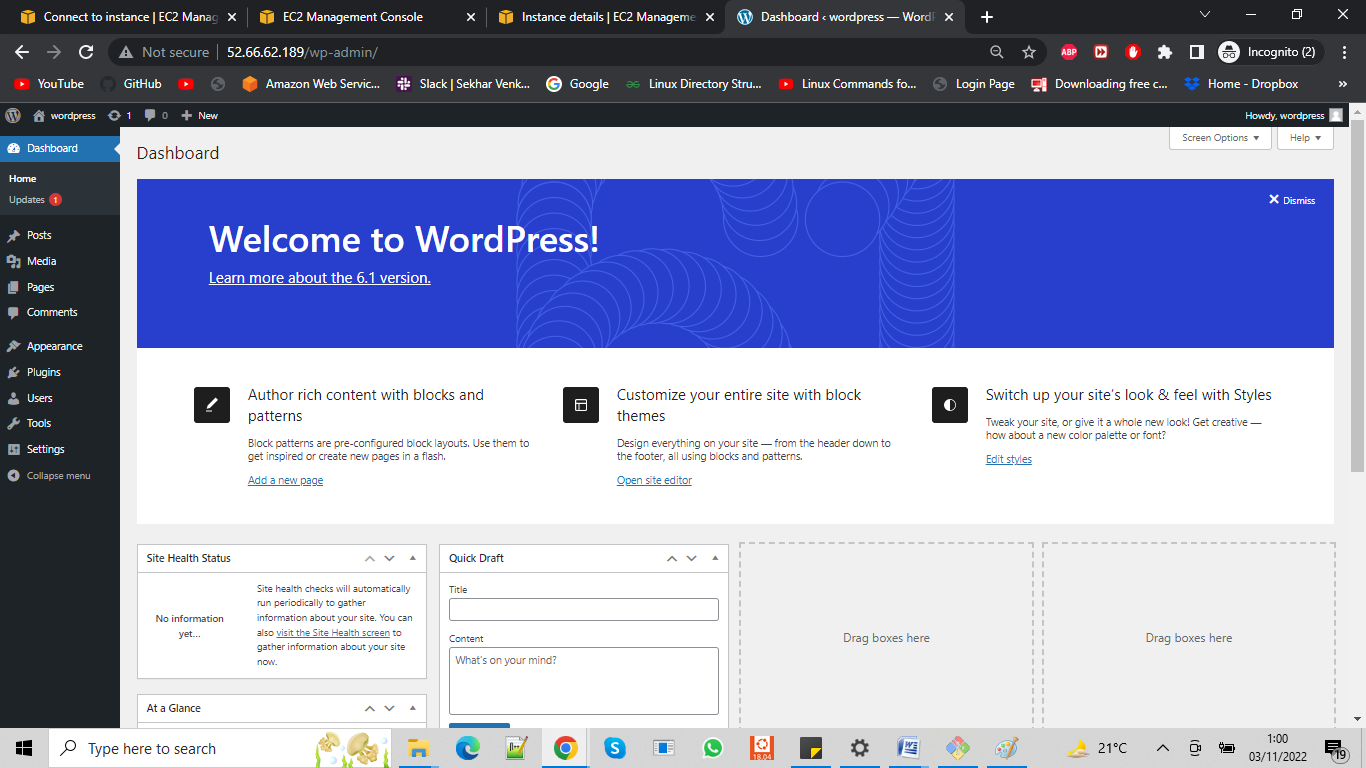 Connect to instance | EC2 Manag
EC2 Management Console
Instance details | EC2 Manageme
Dashboard ‹ wordpress — WordP
Not secure
52.66.62.189/wp-admin/
ABP
Incognito (2)
YouTube
GitHub
Amazon Web Servic...
Slack | Sekhar Venk...
Google
Linux Directory Stru...
Linux Commands fo...
Login Page
Downloading free c...
Home - Dropbox
»
wordpress
1
0
New
Howdy, wordpress
Dashboard
Home
Updates 1
Posts
Media
Pages
Comments
Appearance
Plugins
Users
Tools
Settings
Collapse menu
Dashboard
Screen Options
Help
Dismiss
Welcome to WordPress!
Learn more about the 6.1 version.
Author rich content with blocks and
patterns
Block patterns are pre-configured block layouts. Use them to
get inspired or create new pages in a flash.
Add a new page
Customize your entire site with block
themes
Design everything on your site — from the header down to
the footer, all using blocks and patterns.
Open site editor
Switch up your site's look & feel with Styles
Tweak your site, or give it a whole new look! Get creative —
how about a new color palette or font?
Edit styles
Site Health Status
No information
yet...
Site health checks will automatically
run periodically to gather
information about your site. You can
also visit the Site Health screen to
gather information about your site
now.
At a Glance
Quick Draft
Title
Content
What's on your mind?
Drag boxes here
Drag boxes here
Type here to search
18.04
21°C
1:00
03/11/2022
19